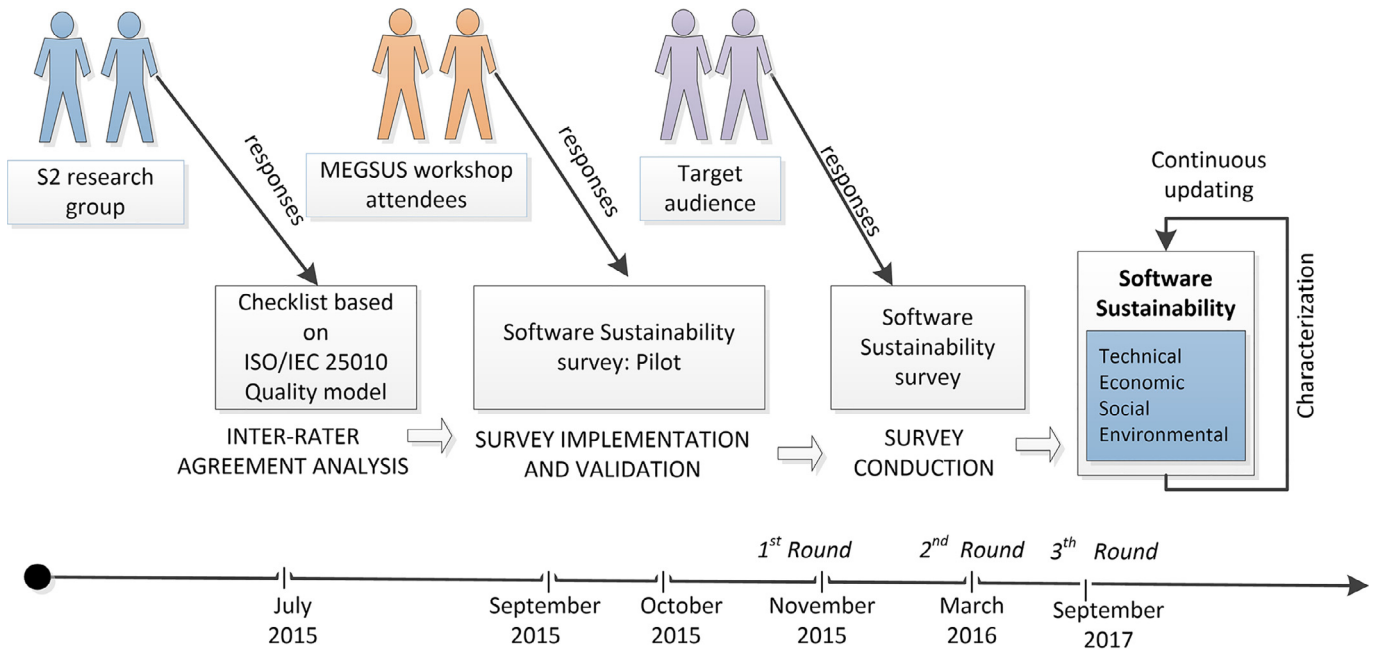 S2 research
group
responses
MEGSUS workshop
attendees
responses
Target
audience
responses
Continuous
updating
Checklist based
on
ISO/IEC 25010
Quality model
Software Sustainability
survey: Pilot
Software
Sustainability
survey
Software
Sustainability
Technical
Economic
Social
Environmental
Characterization
INTER-RATER
AGREEMENT ANALYSIS
SURVEY IMPLEMENTATION
AND VALIDATION
SURVEY
CONDUCTION
1st Round
2nd Round
3th Round
July
2015
September
2015
October
2015
November
2015
March
2016
September
2017